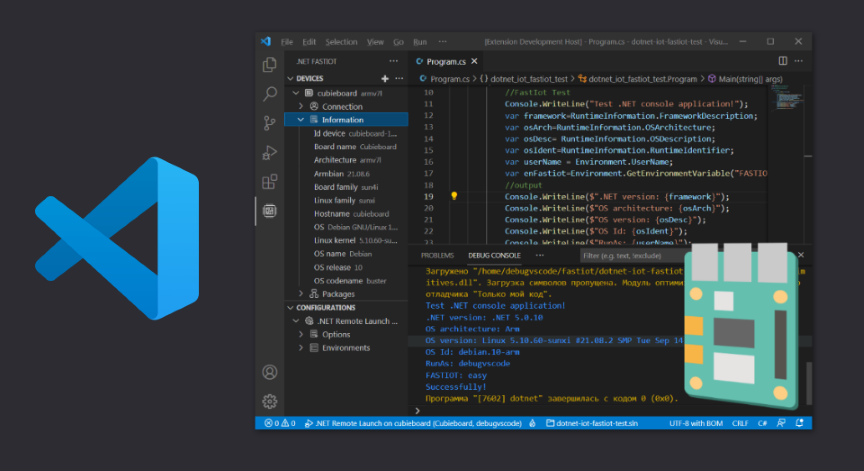 File Edit Selection View Go Run ··· [Extension Development Host] - Program.cs - dotnet-iot-fastiot-test - Visu...
.NET FASTIOT ···
Program.cs
Program.cs > {} dotnet_iot_fastiot_test > dotnet_iot_fastiot_test.Program > Main(string[] args)
DEVICES
cubieboard armv7l
Connection
Information
Id device cubieboard-1...
Board name Cubieboard
Architecture armv7l
Armbian 21.08.6
Board family sun4i
Linux family sunxi
Hostname cubieboard
OS Debian GNU/Linux 1...
Linux kernel 5.10.60-su...
OS name Debian
OS release 10
OS codename buster
Packages
CONFIGURATIONS
.NET Remote Launch ...
Options
Environments
10 //FastIot Test
11 Console.WriteLine("Test .NET console application!");
12 var framework=RuntimeInformation.FrameworkDescription;
13 var osArch=RuntimeInformation.OSArchitecture;
14 var osDesc= RuntimeInformation.OSDescription;
15 var osIdent=RuntimeInformation.RuntimeIdentifier;
16 var userName = Environment.UserName;
17 var enFastiot=Environment.GetEnvironmentVariable("FASTIO
18 //output
19 Console.WriteLine($".NET version: {framework}");
20 Console.WriteLine($"OS architecture: {osArch}");
21 Console.WriteLine($"OS version: {osDesc}");
22 Console.WriteLine($"OS Id: {osIdent}");
23 Console.WriteLine($"RunAs: {userName}");
PROBLEMS DEBUG CONSOLE ··· Filter (e.g. text, !exclude)
Загружено "/home/debugvscode/fastiot/dotnet-iot-fastiot
itives.dll". Загрузка символов пропущена. Модуль оптими
отладчика "Только мой код".
Test .NET console application!
.NET version: .NET 5.0.10
OS architecture: Arm
OS version: Linux 5.10.60-sunxi #21.08.2 SMP Tue Sep 14
OS Id: debian.10-arm
RunAs: debugvscode
FASTIOT: easy
Successfully!
Программа "[7602] dotnet" завершилась с кодом 0 (0x0).
0 0 .NET Remote Launch on cubieboard (Cubieboard, debugvscode) dotnet-iot-fastiot-test.sln UTF-8 with BOM CRLF C#